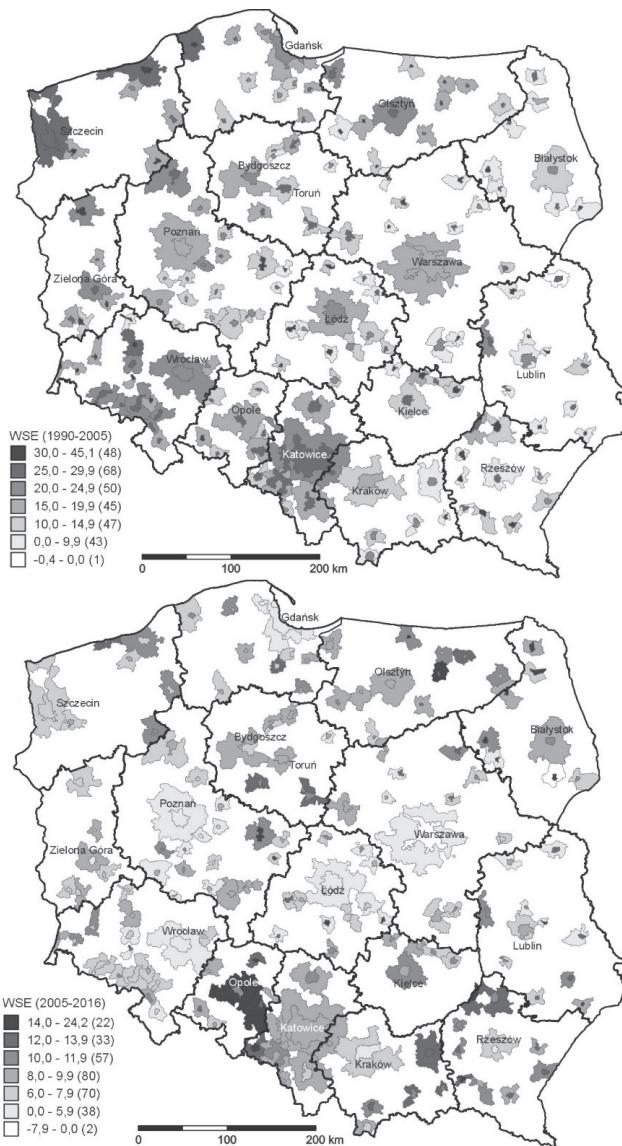 Gdańsk
Szczecin
Olsztyn
Bydgoszcz
Białystok
Toruń
Poznań
Warszawa
Zielona Góra
Łódź
Wrocław
Lublin
Opole
Kielce
WSE (1990-2005)
30,0 - 45,1 (48)
25,0 - 29,9 (68)
20,0 - 24,9 (50)
15,0 - 19,9 (45)
10,0 - 14,9 (47)
0,0 - 9,9 (43)
-0,4 - 0,0 (1)
Katowice
Kraków
Rzeszów
0 100 200 km
Gdańsk
Szczecin
Olsztyn
Bydgoszcz
Białystok
Toruń
Poznań
Warszawa
Zielona Góra
Łódź
Wrocław
Lublin
Opole
Kielce
WSE (2005-2016)
14,0 - 24,2 (22)
12,0 - 13,9 (33)
10,0 - 11,9 (57)
8,0 - 9,9 (80)
6,0 - 7,9 (70)
0,0 - 5,9 (38)
-7,9 - 0,0 (2)
Katowice
Kraków
Rzeszów
0 100 200 km